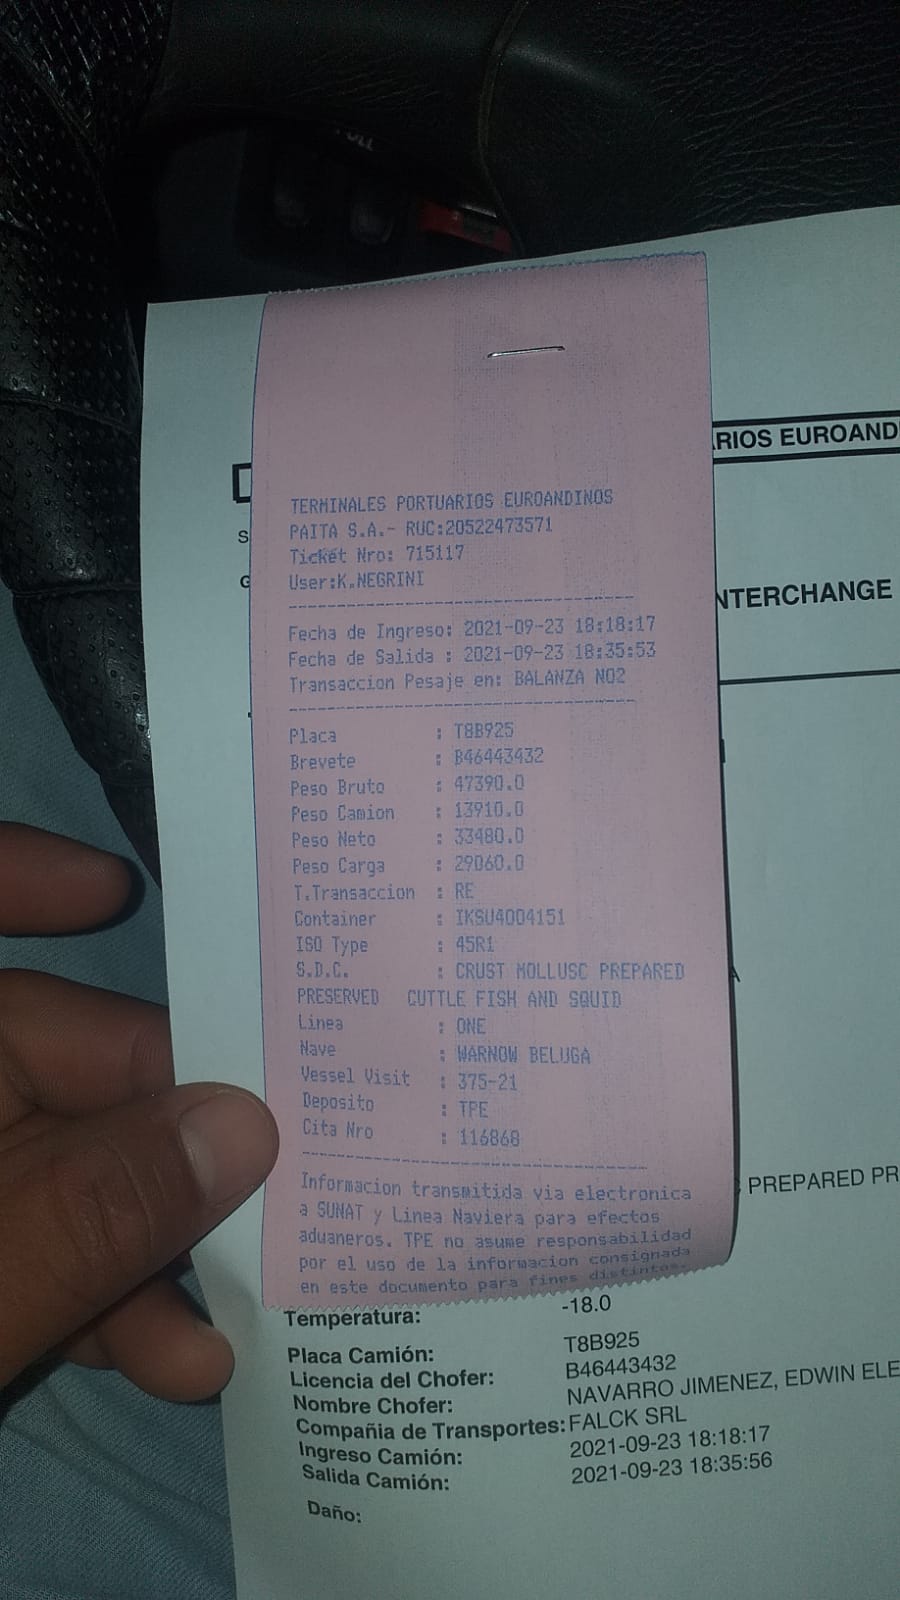 RIOS EUROAND
NTERCHANGE
TERMINALES PORTUARIOS EUROANDINOS
PAITA S.A.- RUC:20522473571
Ticket Nro: 715117
User:K.NEGRINI
Fecha de Ingreso: 2021-09-23 18:18:17
Fecha de Salida : 2021-09-23 18:35:53
Transaccion Pesaje en: BALANZA NO2
Placa : T8B925
Brevete : B46443432
Peso Bruto : 47390.0
Peso Camion : 13910.0
Peso Neto : 33480.0
Peso Carga : 29060.0
T.Transaccion : RE
Container : IKSU4004151
ISO Type : 45R1
S.D.C. : CRUST MOLLUSC PREPARED
PRESERVED CUTTLE FISH AND SQUID
Linea : ONE
Nave : WARNOW BELUGA
Vessel Visit : 375-21
Deposito : TPE
Cita Nro : 116868
Informacion transmitida via electronica
a SUNAT y Linea Naviera para efectos
aduaneros. TPE no asume responsabilidad
por el uso de la informacion consignada
en este documento para fines distintos.
PREPARED PR
Temperatura: -18.0
Placa Camión: T8B925
Licencia del Chofer: B46443432
Nombre Chofer: NAVARRO JIMENEZ, EDWIN ELE
Compañia de Transportes: FALCK SRL
Ingreso Camión: 2021-09-23 18:18:17
Salida Camión: 2021-09-23 18:35:56
Daño: